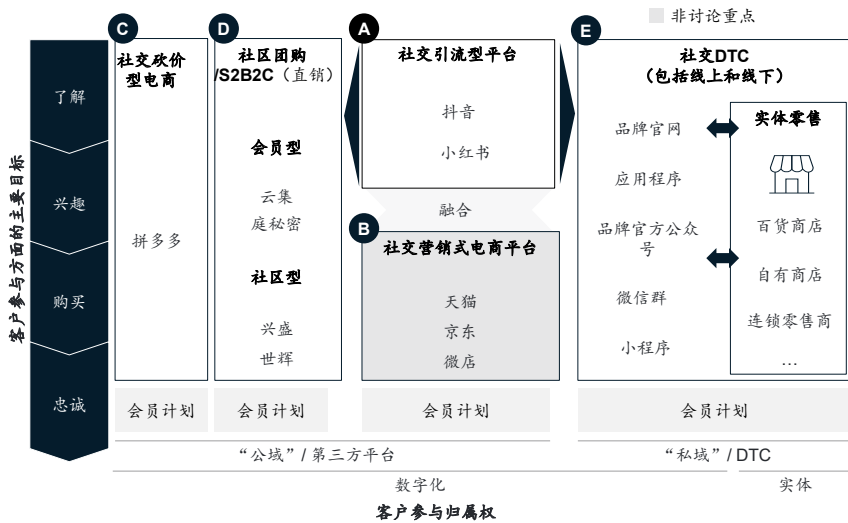 非讨论重点
C
社交砍价
型电商
D
社区团购
/S2B2C（直销）
A
社交引流型平台
E
社交DTC
（包括线上和线下）
客户参与方面的主要目标
了解
兴趣
购买
忠诚
拼多多
会员型
云集
庭秘密
社区型
兴盛
世辉
抖音
小红书
融合
B
社交营销式电商平台
天猫
京东
微店
品牌官网
应用程序
品牌官方公众
号
微信群
小程序
实体零售
百货商店
自有商店
连锁零售商
…
会员计划
会员计划
会员计划
会员计划
“公域” / 第三方平台
“私域” / DTC
数字化
实体
客户参与归属权